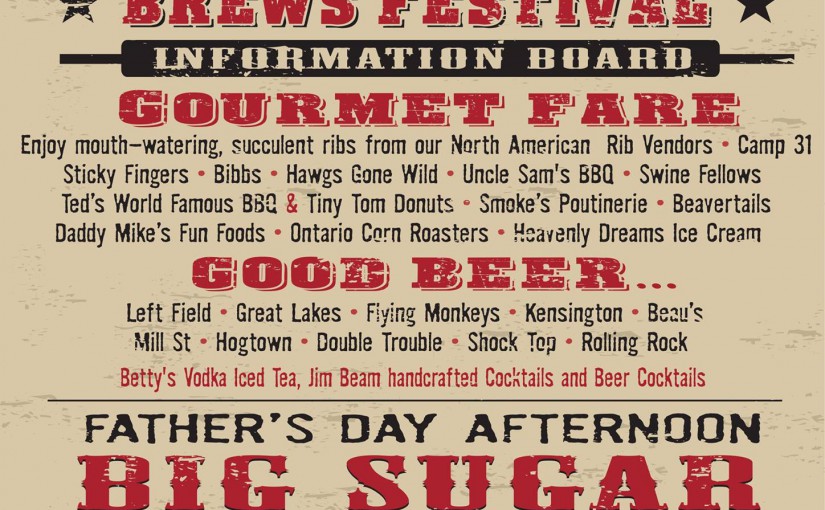 BREWS FESTIVAL
INFORMATION BOARD
GOURMET FARE
Enjoy mouth-watering, succulent ribs from our North American Rib Vendors • Camp 31
Sticky Fingers • Bibbs • Hawgs Gone Wild • Uncle Sam's BBQ • Swine Fellows
Ted's World Famous BBQ & Tiny Tom Donuts • Smoke's Poutinerie • Beavertails
Daddy Mike's Fun Foods • Ontario Corn Roasters • Heavenly Dreams Ice Cream
GOOD BEER...
Left Field • Great Lakes • Flying Monkeys • Kensington • Beau's
Mill St • Hogtown • Double Trouble • Shock Top • Rolling Rock
Betty's Vodka Iced Tea, Jim Beam handcrafted Cocktails and Beer Cocktails
FATHER'S DAY AFTERNOON
BIG SUGAR